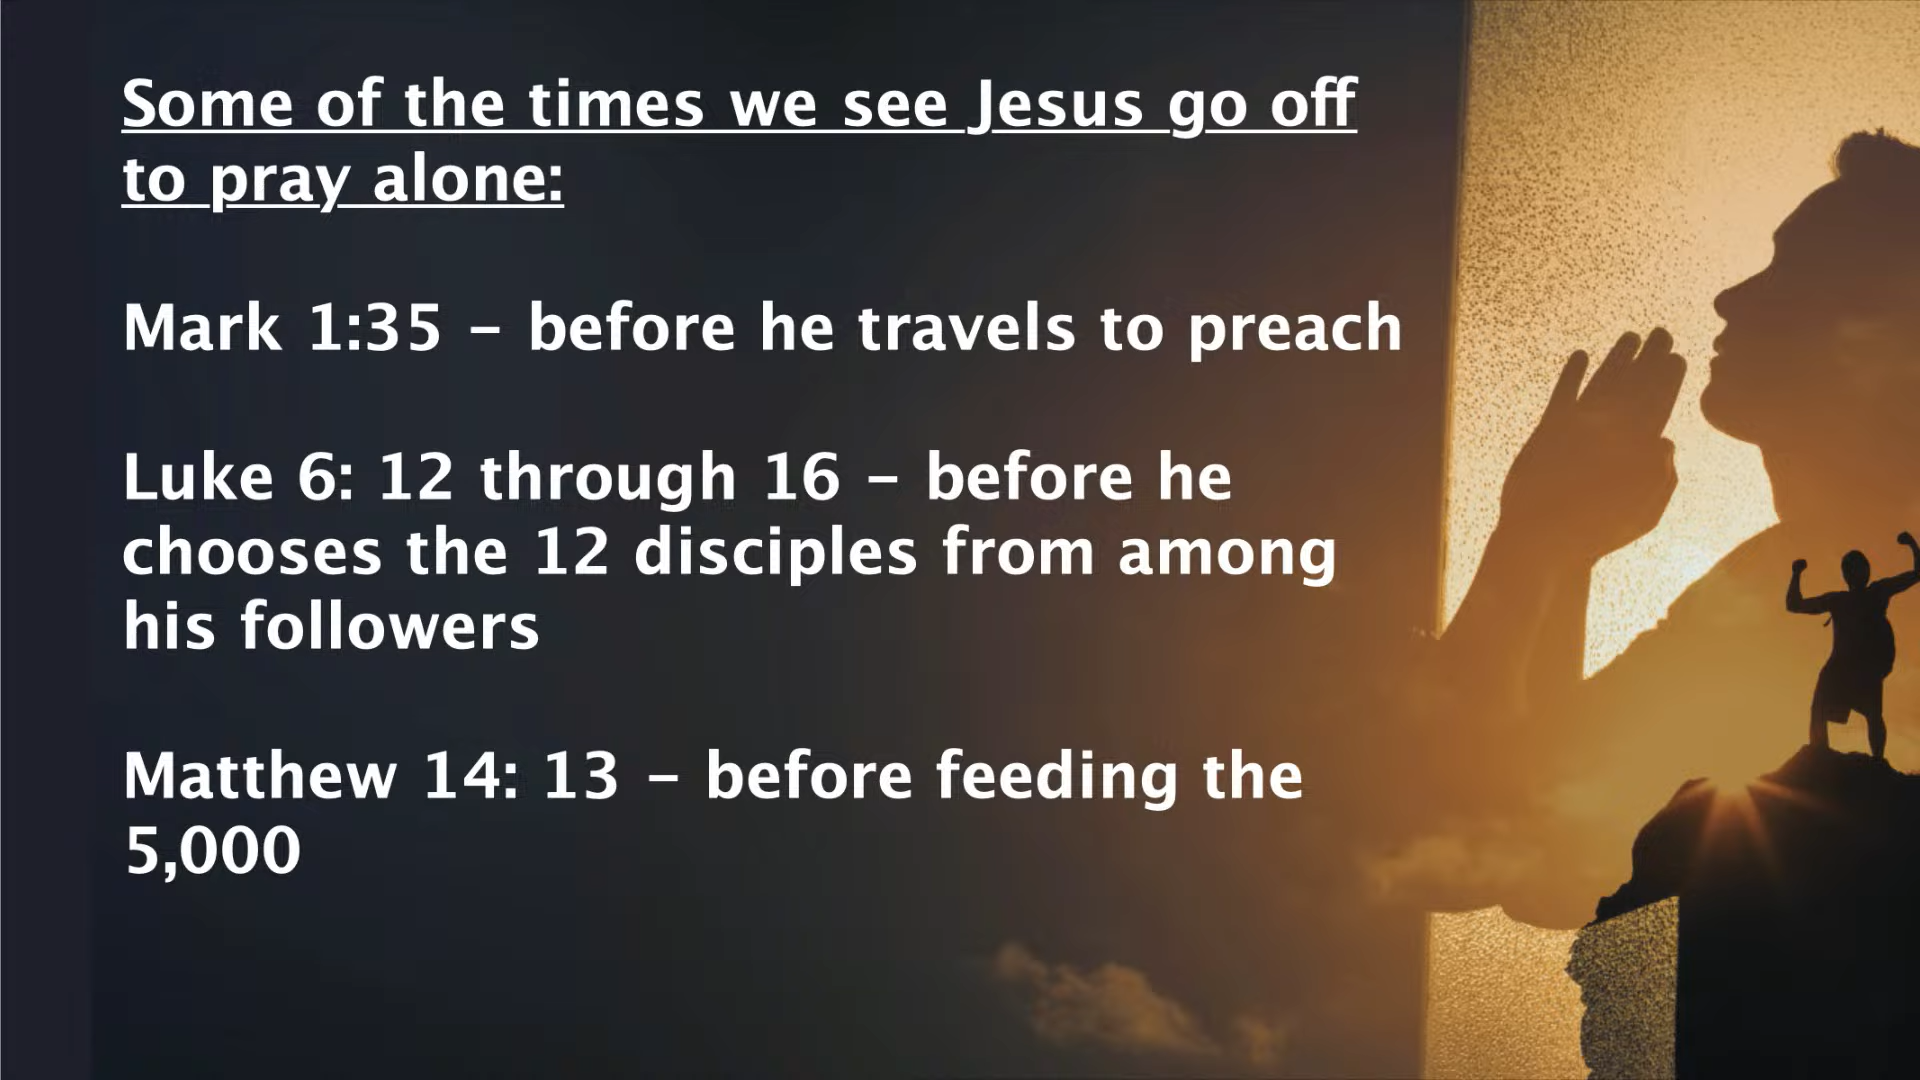 Some of the times we see Jesus go off
to pray alone:
Mark 1:35 – before he travels to preach
Luke 6: 12 through 16 – before he
chooses the 12 disciples from among
his followers
Matthew 14: 13 – before feeding the
5,000